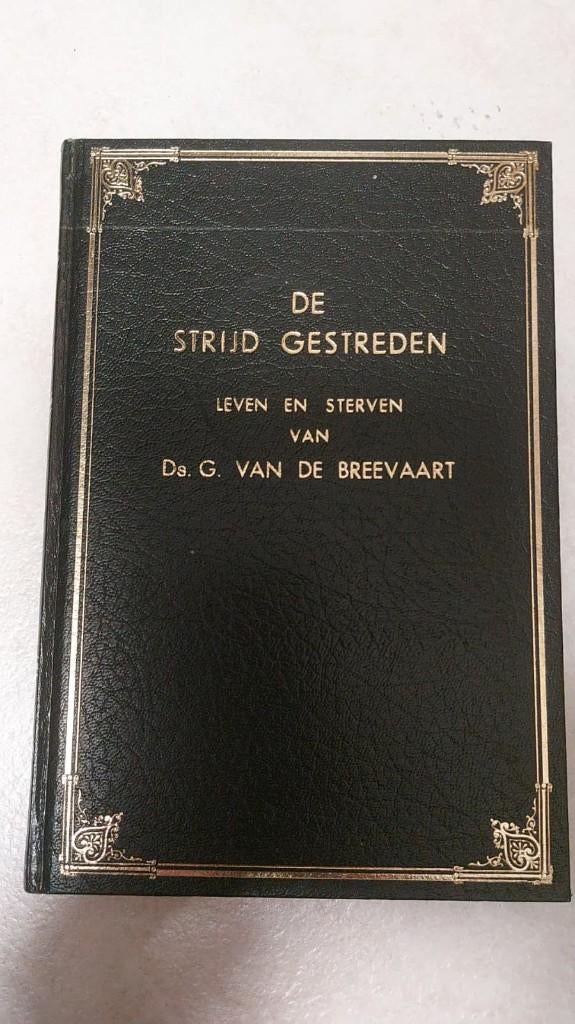 DE
STRIJD GESTREDEN
LEVEN EN STERVEN
VAN
Ds. G. VAN DE BREEVAART